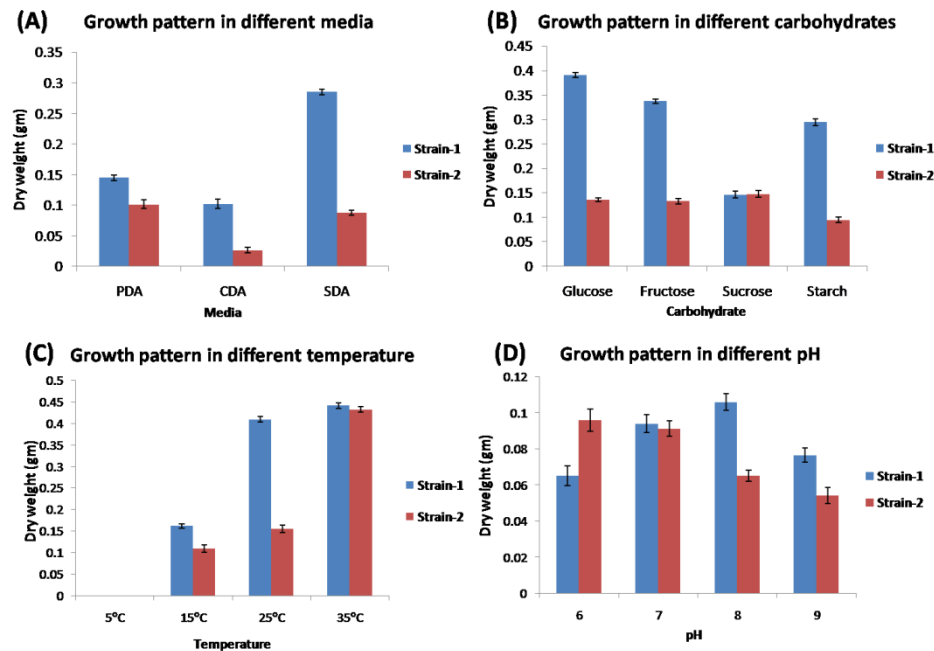 (A) Growth pattern in different media
0.35
0.3
0.25
0.2
0.15
0.1
0.05
0
Dry weight (gm)
PDA CDA SDA
Media
Strain-1
Strain-2
(B) Growth pattern in different carbohydrates
0.45
0.4
0.35
0.3
0.25
0.2
0.15
0.1
0.05
0
Dry weight (gm)
Glucose Fructose Sucrose Starch
Carbohydrate
Strain-1
Strain-2
(C) Growth pattern in different temperature
0.5
0.45
0.4
0.35
0.3
0.25
0.2
0.15
0.1
0.05
0
Dry weight (gm)
5°C 15°C 25°C 35°C
Temperature
Strain-1
Strain-2
(D) Growth pattern in different pH
0.12
0.1
0.08
0.06
0.04
0.02
0
Dry weight (gm)
6 7 8 9
pH
Strain-1
Strain-2